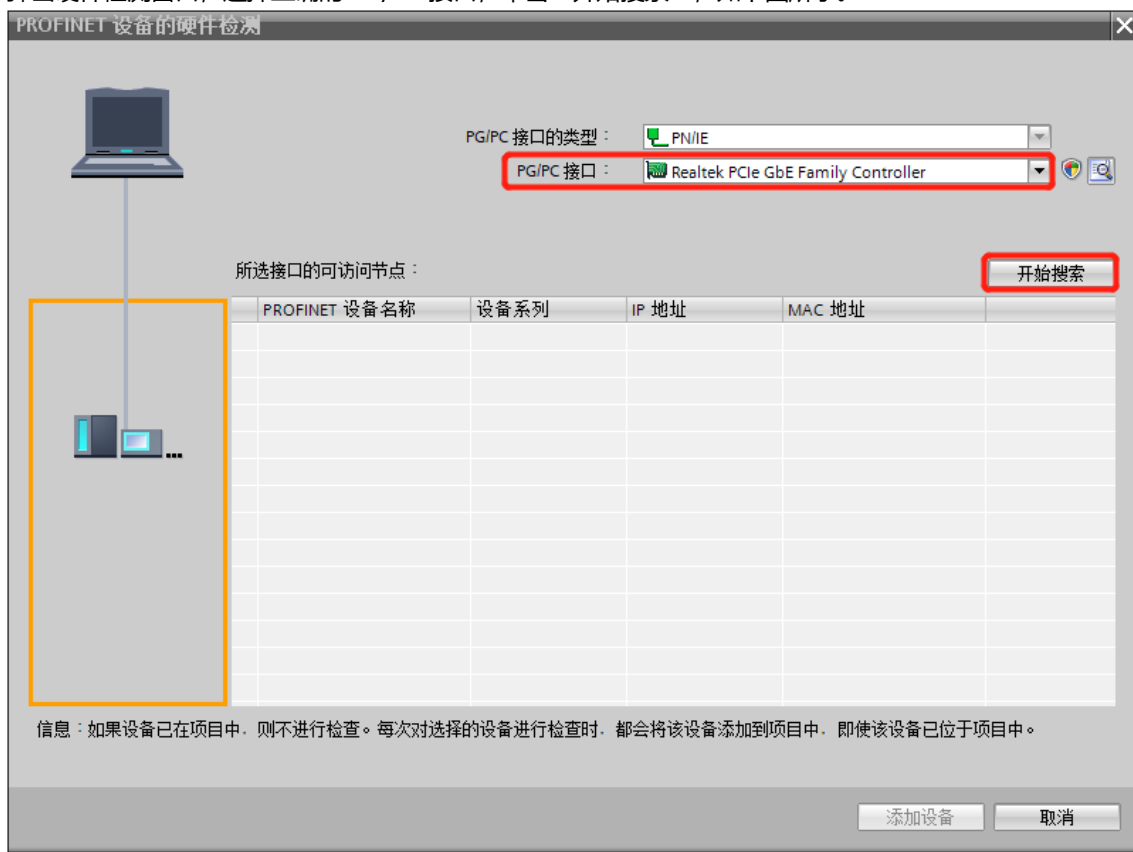 PROFINET 设备的硬件检测
PG/PC 接口的类型：
PN/IE
PG/PC 接口：
Realtek PCIe GbE Family Controller
所选接口的可访问节点：
开始搜索
PROFINET 设备名称 设备系列 IP 地址 MAC 地址
信息：如果设备已在项目中，则不进行检查。每次对选择的设备进行检查时，都会将该设备添加到项目中，即使该设备已位于项目中。
添加设备 取消